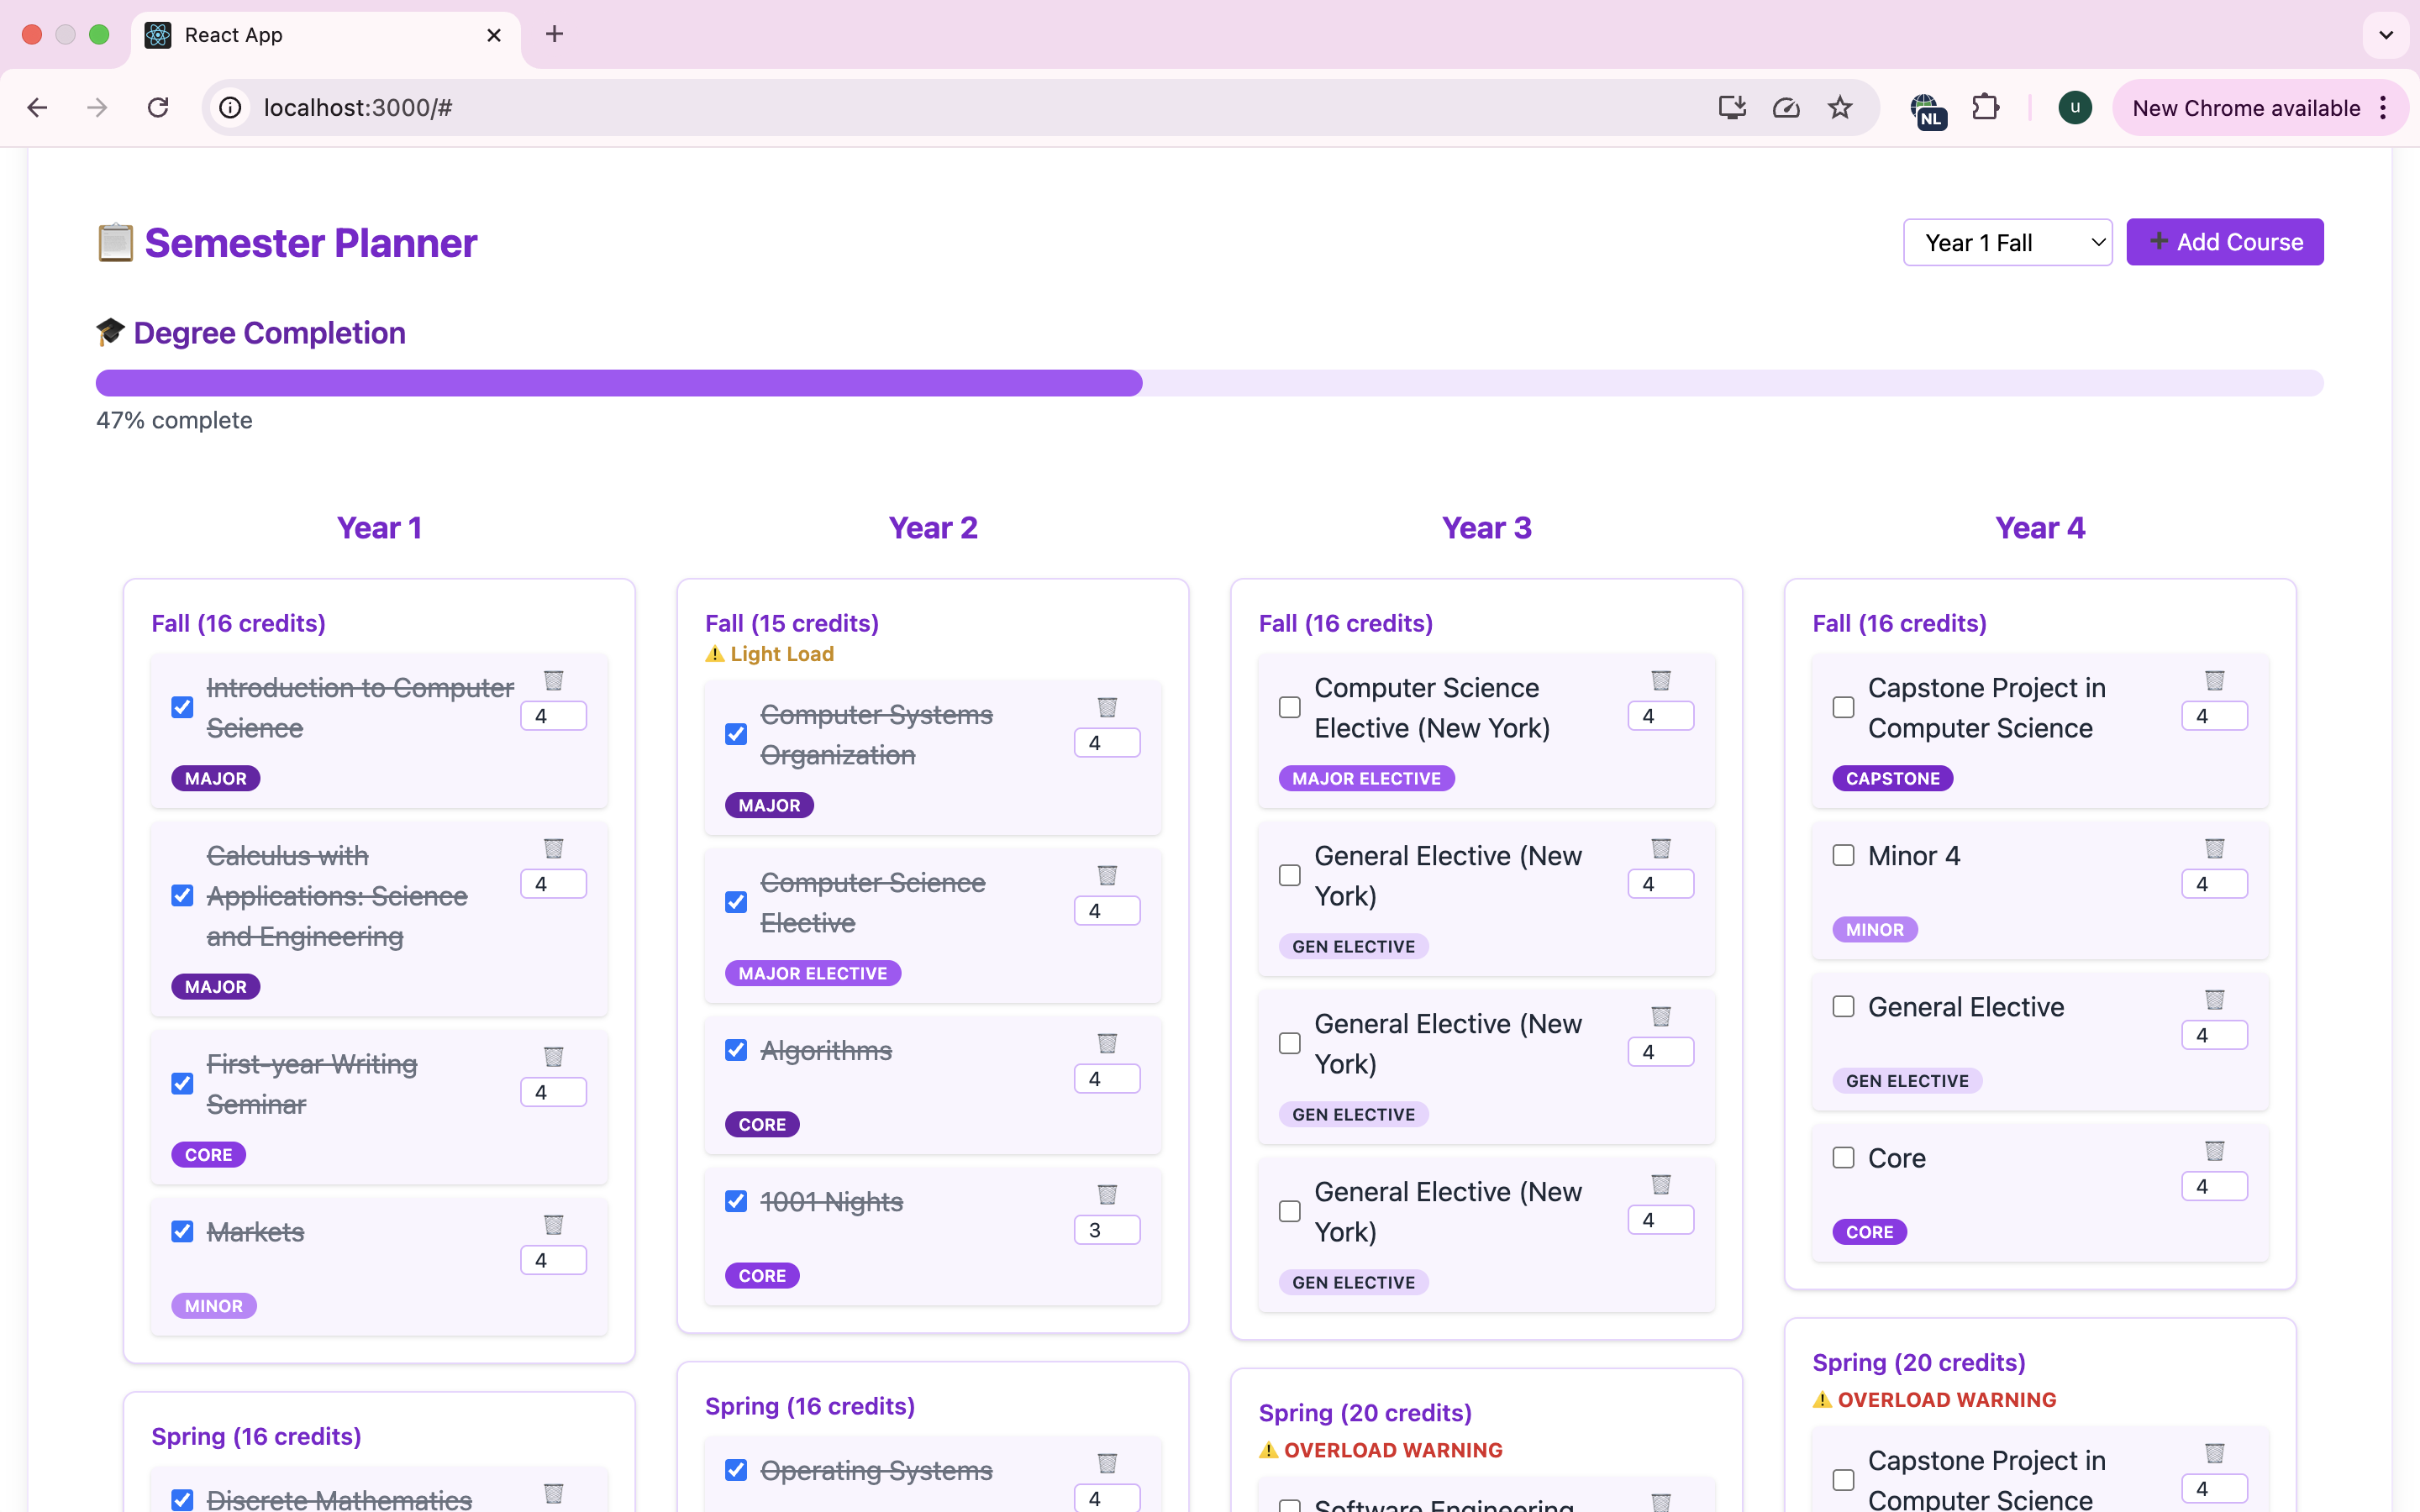 React App
localhost:3000/#
NL
u
New Chrome available
Semester Planner
Year 1 Fall
Add Course
Degree Completion
47% complete
Year 1
Fall (16 credits)
Introduction to Computer
Science
4
MAJOR
Calculus with
Applications: Science
and Engineering
4
MAJOR
First-year Writing
Seminar
4
CORE
Markets
4
MINOR
Spring (16 credits)
Discrete Mathematics
Year 2
Fall (15 credits)
Light Load
Computer Systems
Organization
4
MAJOR
Computer Science
Elective
4
MAJOR ELECTIVE
Algorithms
4
CORE
1001 Nights
3
CORE
Spring (16 credits)
Operating Systems
4
Year 3
Fall (16 credits)
Computer Science
Elective (New York)
4
MAJOR ELECTIVE
General Elective (New
York)
4
GEN ELECTIVE
General Elective (New
York)
4
GEN ELECTIVE
General Elective (New
York)
4
GEN ELECTIVE
Spring (20 credits)
OVERLOAD WARNING
Software Engineering
Year 4
Fall (16 credits)
Capstone Project in
Computer Science
4
CAPSTONE
Minor 4
4
MINOR
General Elective
4
GEN ELECTIVE
Core
4
CORE
Spring (20 credits)
OVERLOAD WARNING
Capstone Project in
Computer Science
4